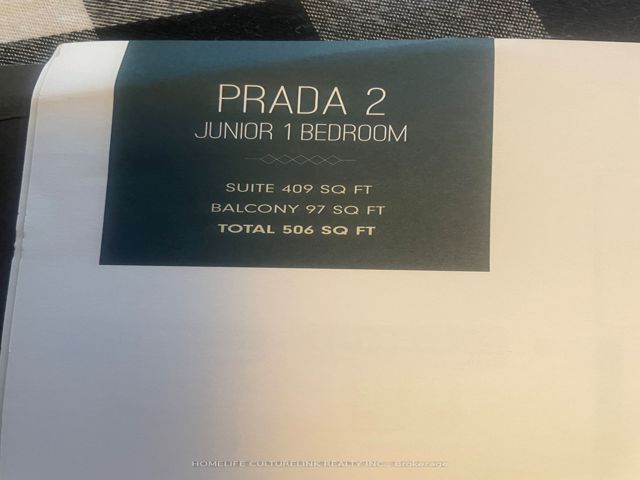 PRADA 2
JUNIOR 1 BEDROOM
SUITE 409 SQ FT
BALCONY 97 SQ FT
TOTAL 506 SQ FT
HOMELIFE CULTURELINK REALTY INC., Brokerage